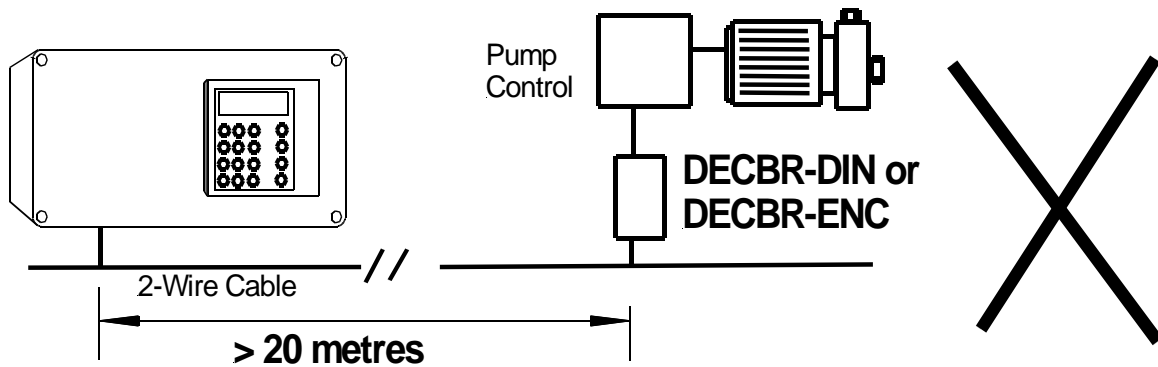 Pump
Control
DECBR-DIN or
DECBR-ENC
2-Wire Cable
> 20 metres